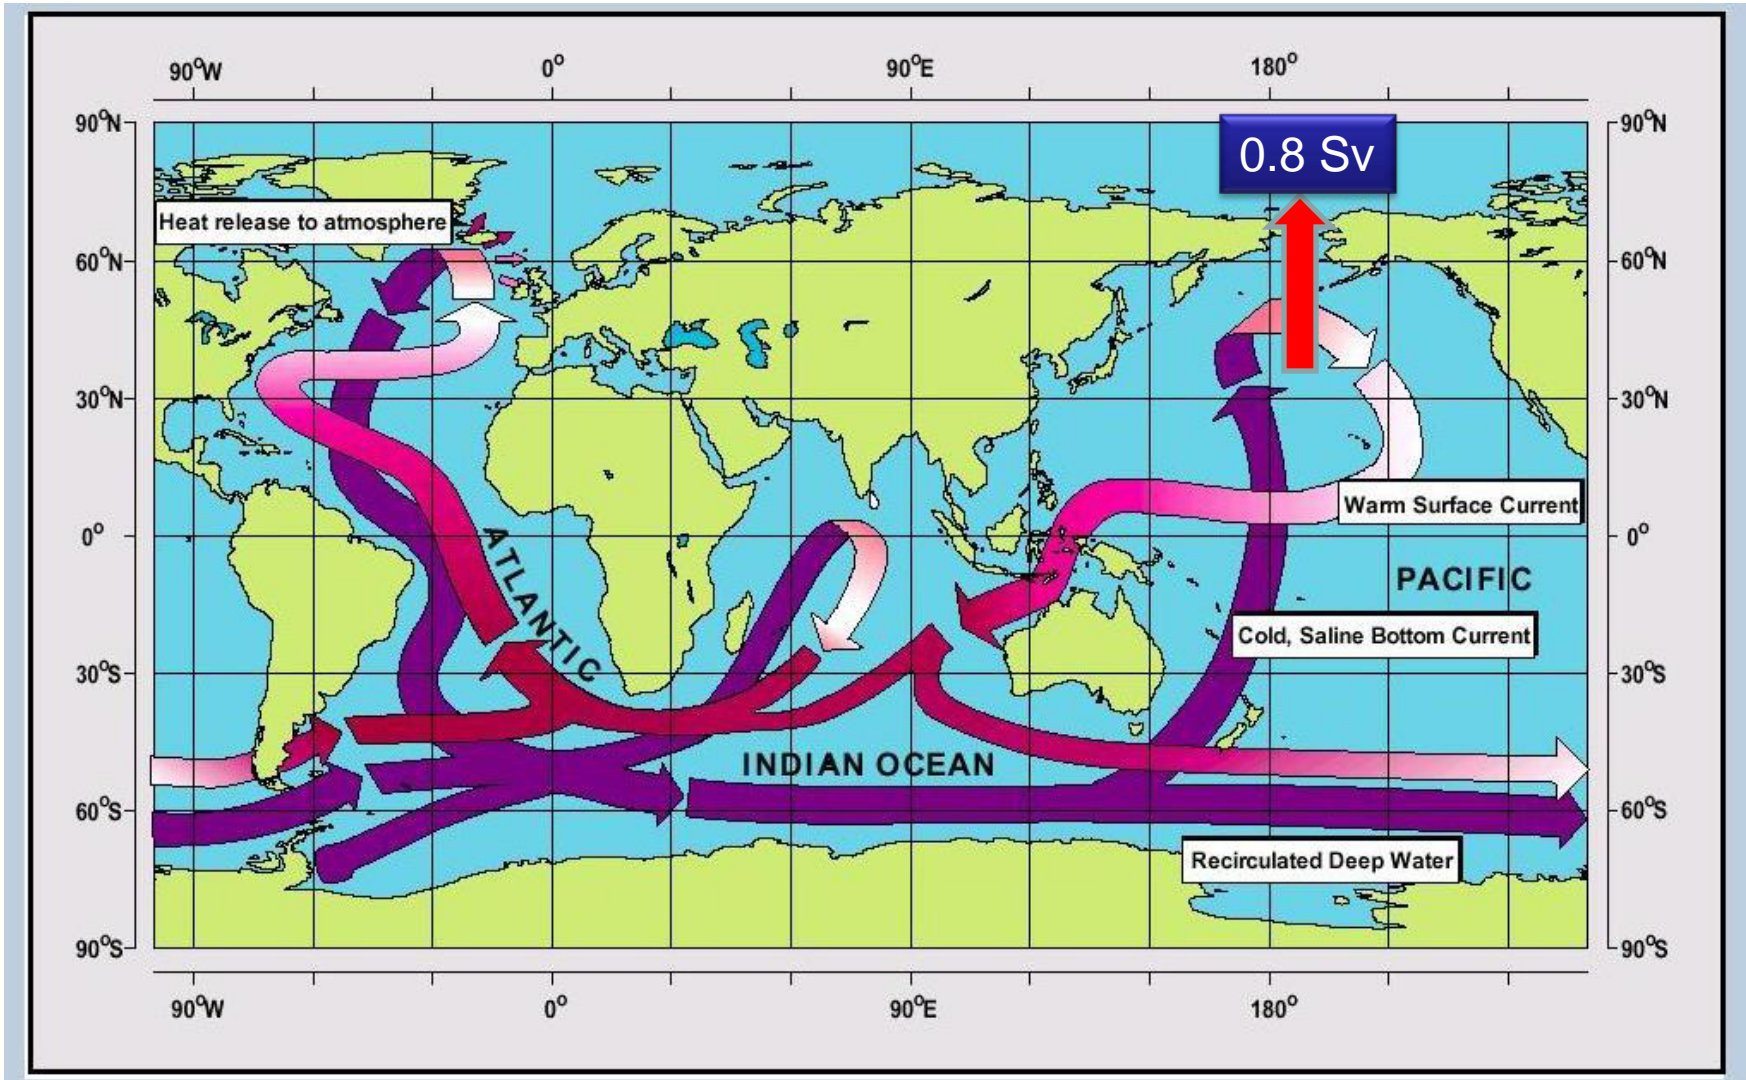 90°W
0°
90°E
180°
90°N
90°N
0.8 Sv
Heat release to atmosphere
60°N
60°N
30°N
30°N
Warm Surface Current
0°
0°
ATLANTIC
PACIFIC
Cold, Saline Bottom Current
30°S
30°S
INDIAN OCEAN
60°S
60°S
Recirculated Deep Water
90°S
90°S
90°W
0°
90°E
180°